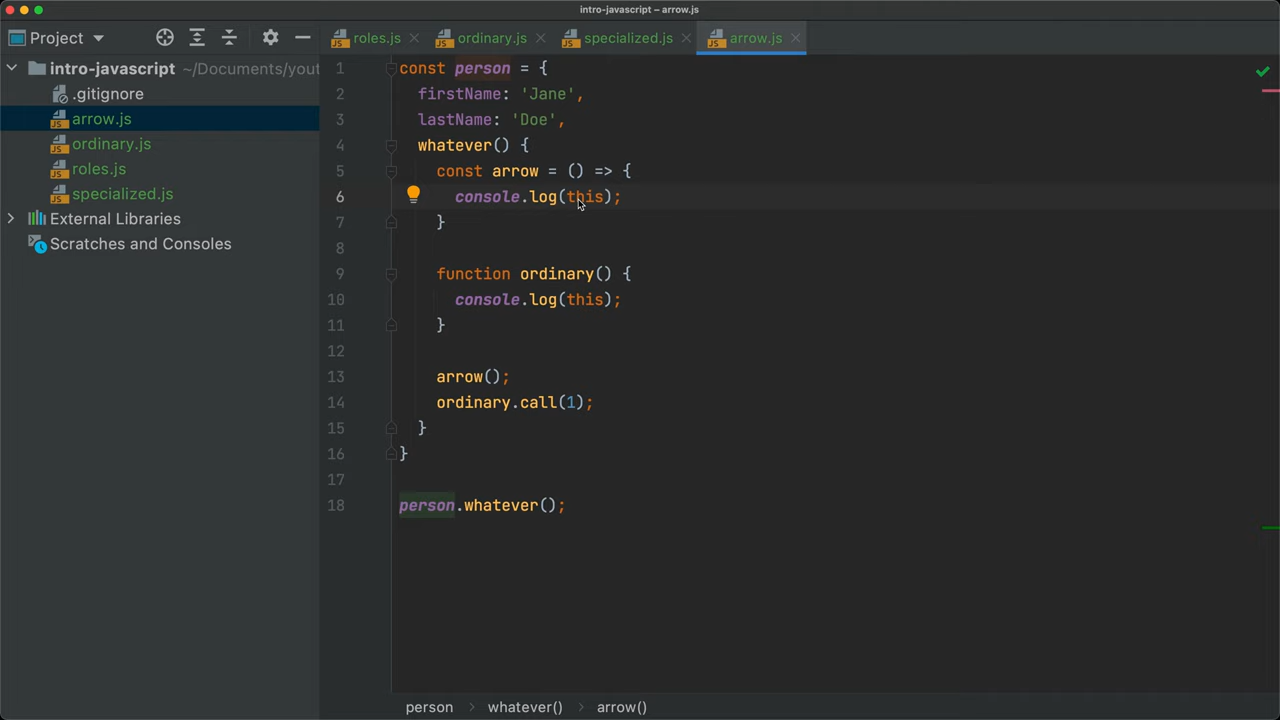 intro-javascript – arrow.js
Project
roles.js
ordinary.js
specialized.js
arrow.js
intro-javascript ~/Documents/yout
.gitignore
arrow.js
ordinary.js
roles.js
specialized.js
External Libraries
Scratches and Consoles
1 const person = {
2 firstName: 'Jane',
3 lastName: 'Doe',
4 whatever() {
5 const arrow = () => {
6 console.log(this);
7 }
8
9 function ordinary() {
10 console.log(this);
11 }
12
13 arrow();
14 ordinary.call(1);
15 }
16 }
17
18 person.whatever();
person > whatever() > arrow()